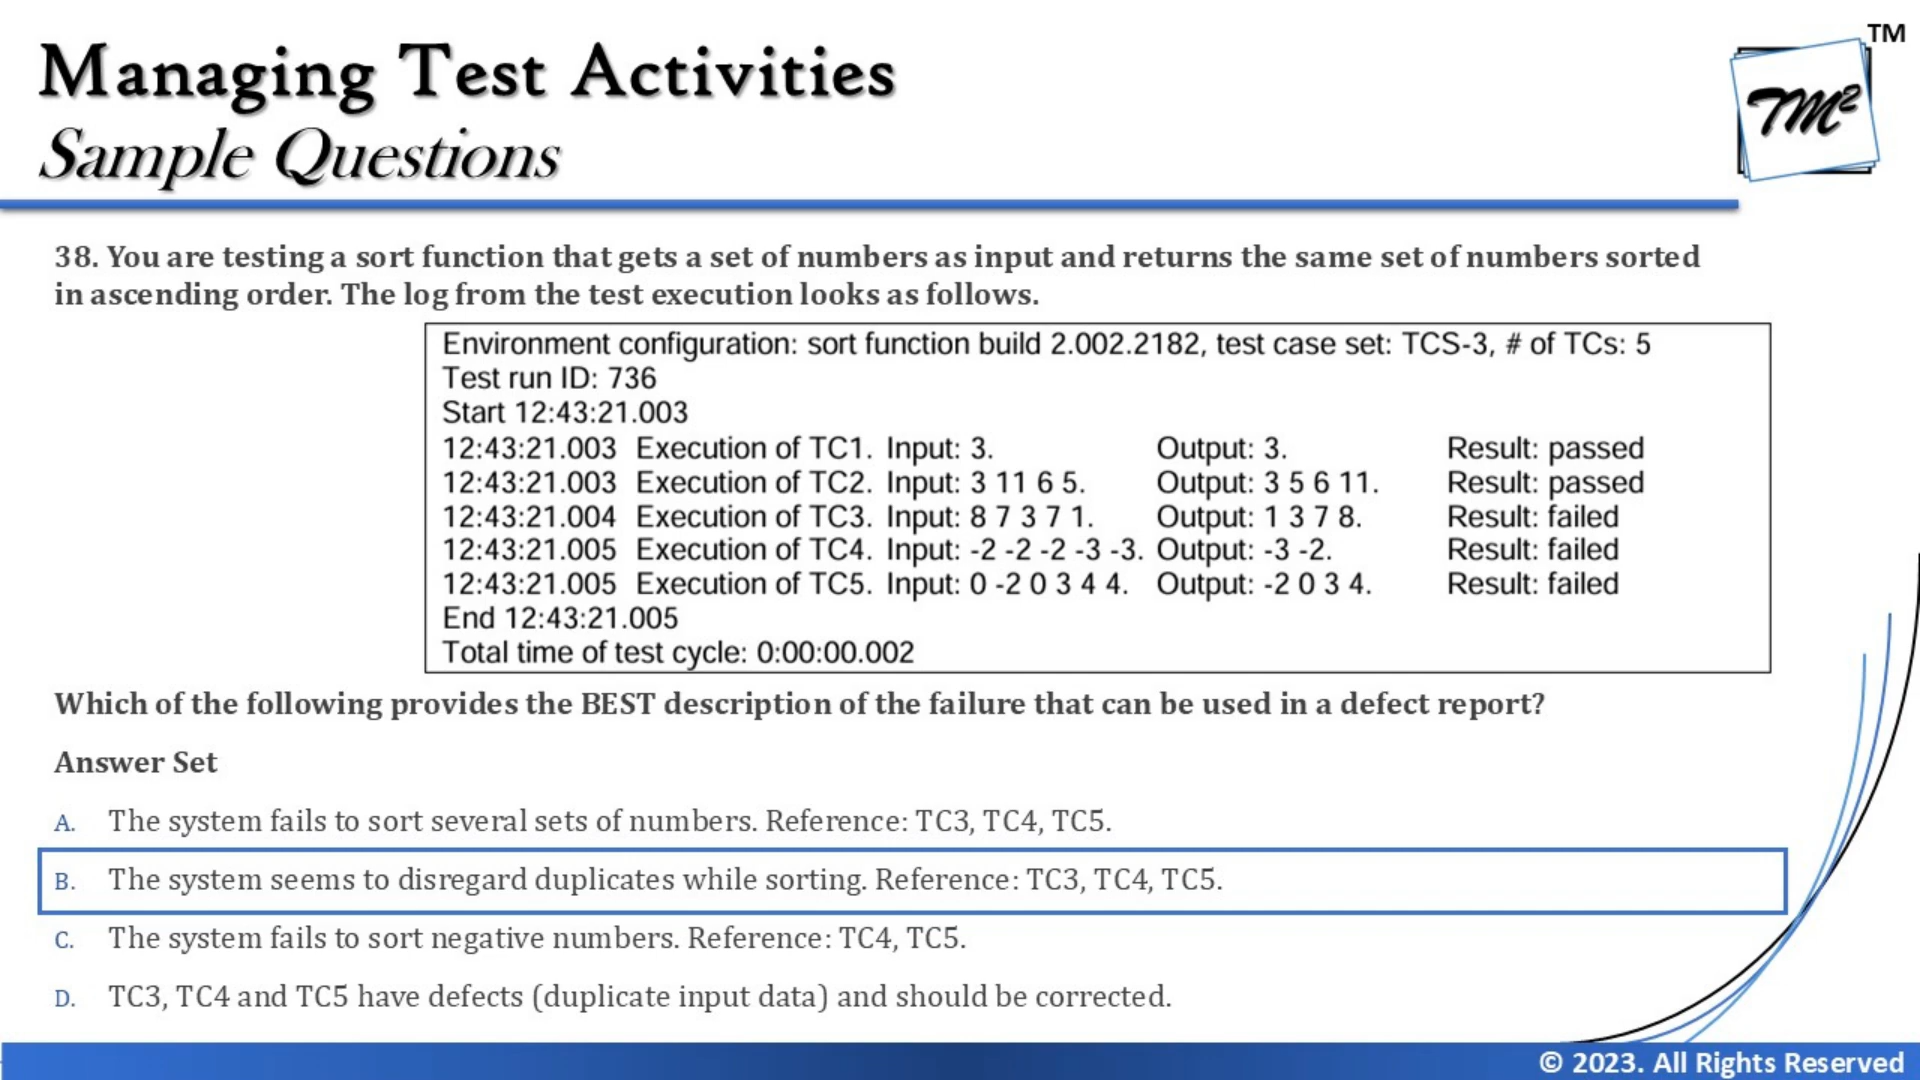 Managing Test Activities
Sample Questions
TM
TM²
38. You are testing a sort function that gets a set of numbers as input and returns the same set of numbers sorted
in ascending order. The log from the test execution looks as follows.
Environment configuration: sort function build 2.002.2182, test case set: TCS-3, # of TCs: 5
Test run ID: 736
Start 12:43:21.003
12:43:21.003 Execution of TC1. Input: 3. Output: 3. Result: passed
12:43:21.003 Execution of TC2. Input: 3 11 6 5. Output: 3 5 6 11. Result: passed
12:43:21.004 Execution of TC3. Input: 8 7 3 7 1. Output: 1 3 7 8. Result: failed
12:43:21.005 Execution of TC4. Input: -2 -2 -2 -3 -3. Output: -3 -2. Result: failed
12:43:21.005 Execution of TC5. Input: 0 -2 0 3 4 4. Output: -2 0 3 4. Result: failed
End 12:43:21.005
Total time of test cycle: 0:00:00.002
Which of the following provides the BEST description of the failure that can be used in a defect report?
Answer Set
A. The system fails to sort several sets of numbers. Reference: TC3, TC4, TC5.
B. The system seems to disregard duplicates while sorting. Reference: TC3, TC4, TC5.
C. The system fails to sort negative numbers. Reference: TC4, TC5.
D. TC3, TC4 and TC5 have defects (duplicate input data) and should be corrected.
© 2023. All Rights Reserved